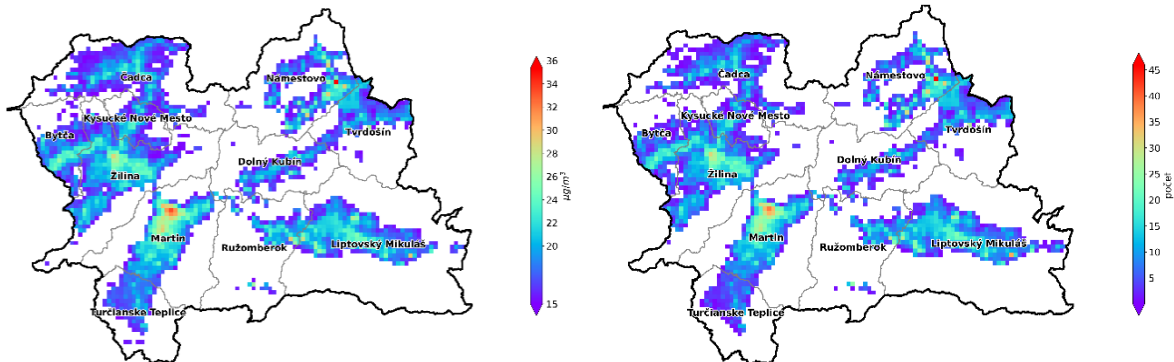 Čadca
Námestovo
Kysucké Nové Mesto
Bytča
Tvrdošín
Dolný Kubín
Žilina
Martin
Ružomberok
Liptovský Mikuláš
Turčianske Teplice
36
34
32
30
28
26
24
22
20
15
µg/m³
Čadca
Námestovo
Kysucké Nové Mesto
Bytča
Tvrdošín
Dolný Kubín
Žilina
Martin
Ružomberok
Liptovský Mikuláš
Turčianske Teplice
45
40
35
30
25
20
15
10
5
počet